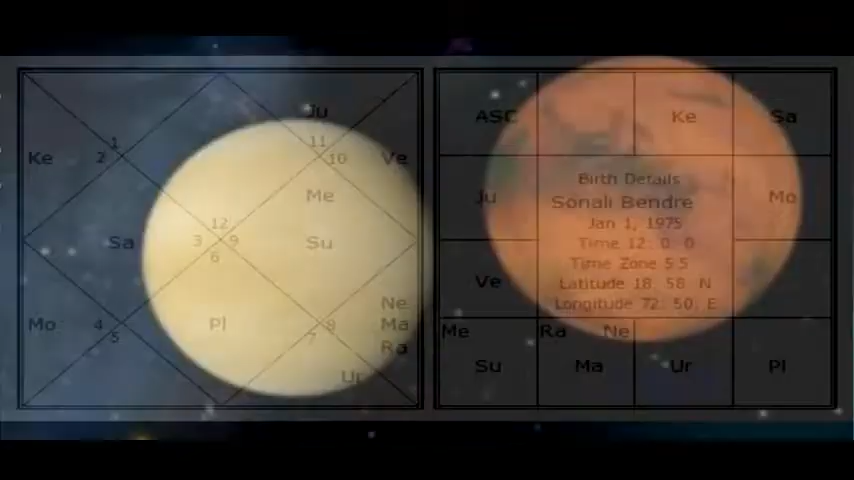 Ju
1
11
Ke
2
10
Ve
Me
12
Sa
3
9
Su
6
Ne
Mo
4
Pl
8
Ma
5
7
Ra
Ur
ASC
Ke
Sa
Ju
Birth Details
Mo
Sonali Bendre
Jan 1, 1975
Time 12: 0: 0
Time Zone 5.5
Ve
Latitude 18: 58: N
Longitude 72: 50: E
Me
Ra Ne
Su
Ma
Ur
Pl